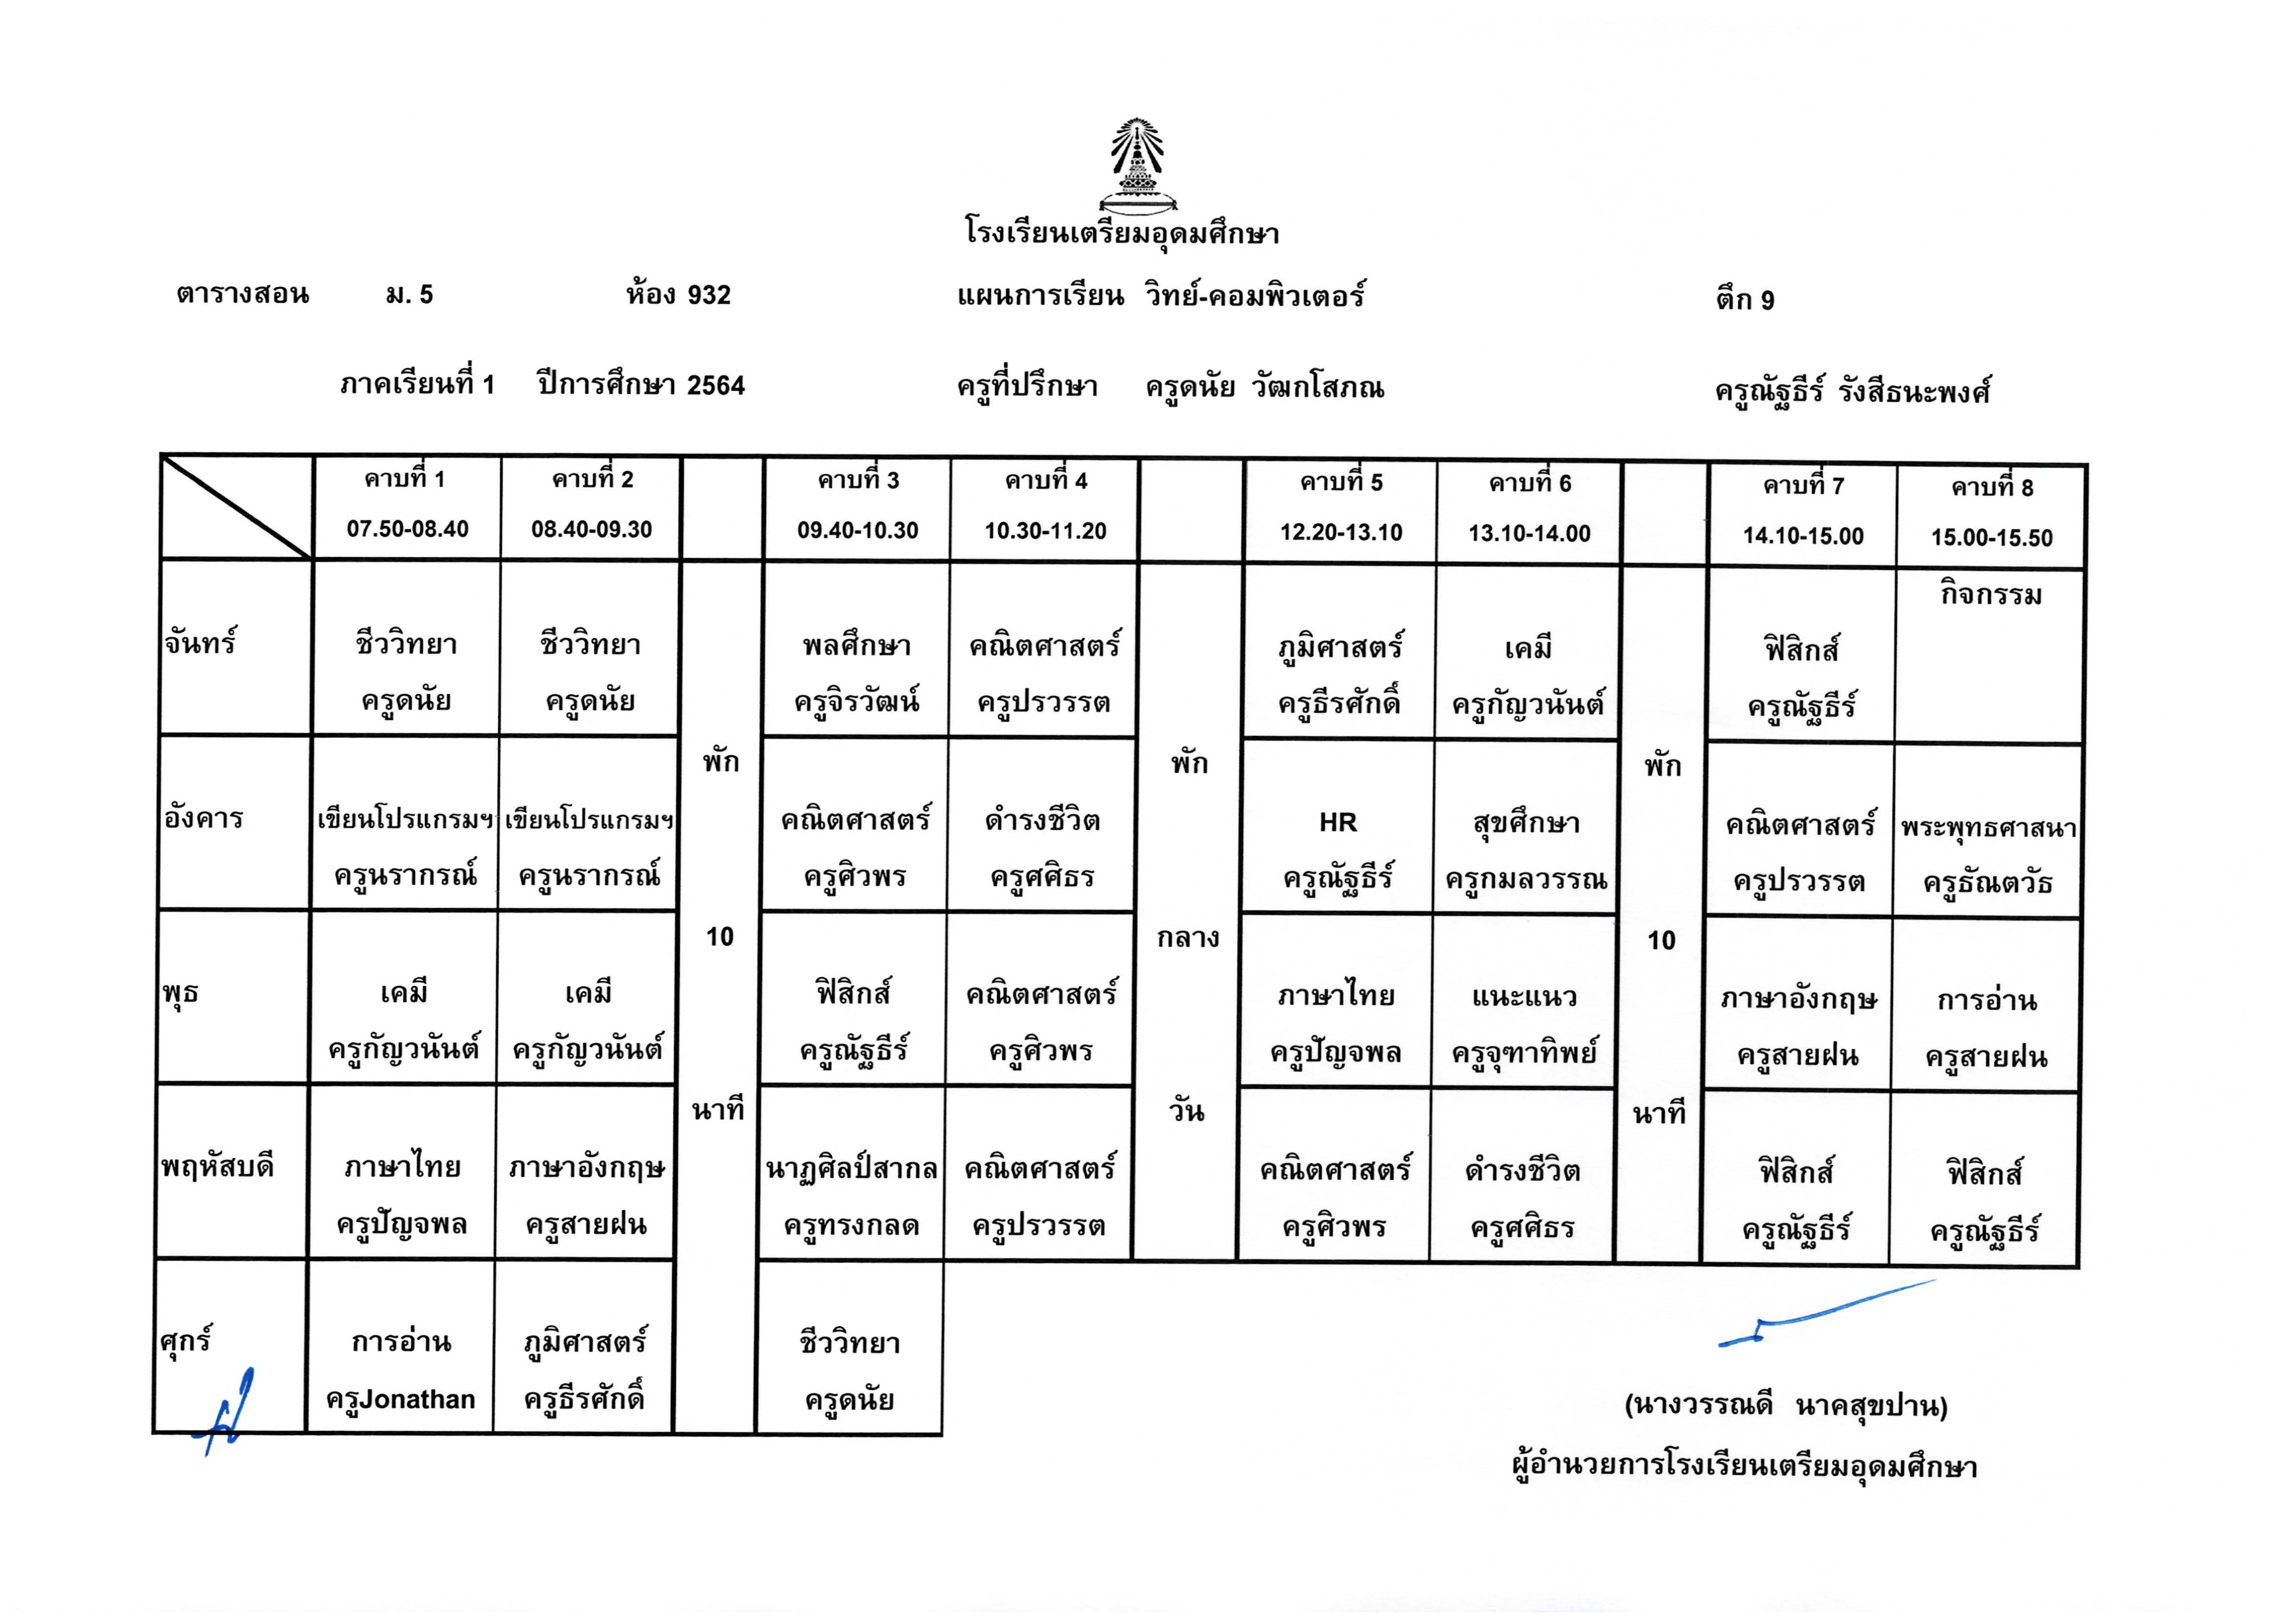 โรงเรียนเตรียมอุดมศึกษา
ตารางสอน ม. 5 ห้อง 932 แผนการเรียน วิทย์-คอมพิวเตอร์ ตึก 9
ภาคเรียนที่ 1 ปีการศึกษา 2564 ครูที่ปรึกษา ครูดนัย วัฒกโสภณ ครูณัฐธีร์ รังสีธนะพงศ์
คาบที่ 1 คาบที่ 2 คาบที่ 3 คาบที่ 4 คาบที่ 5 คาบที่ 6 คาบที่ 7 คาบที่ 8
07.50-08.40 08.40-09.30 09.40-10.30 10.30-11.20 12.20-13.10 13.10-14.00 14.10-15.00 15.00-15.50
กิจกรรม
จันทร์ ชีววิทยา ชีววิทยา พลศึกษา คณิตศาสตร์ ภูมิศาสตร์ เคมี ฟิสิกส์
ครูดนัย ครูดนัย ครูจิรวัฒน์ ครูปรวรรต ครูธีรศักดิ์ ครูกัญวนันต์ ครูณัฐธีร์
พัก พัก พัก
อังคาร เขียนโปรแกรมฯ เขียนโปรแกรมฯ คณิตศาสตร์ ดำรงชีวิต HR สุขศึกษา คณิตศาสตร์ พระพุทธศาสนา
ครูนรากรณ์ ครูนรากรณ์ ครูศิวพร ครูศศิธร ครูณัฐธีร์ ครูกมลวรรณ ครูปรวรรต ครูธัณตวัธ
10 กลาง 10
พุธ เคมี เคมี ฟิสิกส์ คณิตศาสตร์ ภาษาไทย แนะแนว ภาษาอังกฤษ การอ่าน
ครูกัญวนันต์ ครูกัญวนันต์ ครูณัฐธีร์ ครูศิวพร ครูปัญจพล ครูจุฑาทิพย์ ครูสายฝน ครูสายฝน
นาที วัน นาที
พฤหัสบดี ภาษาไทย ภาษาอังกฤษ นาฏศิลป์สากล คณิตศาสตร์ คณิตศาสตร์ ดำรงชีวิต ฟิสิกส์ ฟิสิกส์
ครูปัญจพล ครูสายฝน ครูทรงกลด ครูปรวรรต ครูศิวพร ครูศศิธร ครูณัฐธีร์ ครูณัฐธีร์
ศุกร์ การอ่าน ภูมิศาสตร์ ชีววิทยา
ครูJonathan ครูธีรศักดิ์ ครูดนัย
(นางวรรณดี นาคสุขปาน)
ผู้อำนวยการโรงเรียนเตรียมอุดมศึกษา